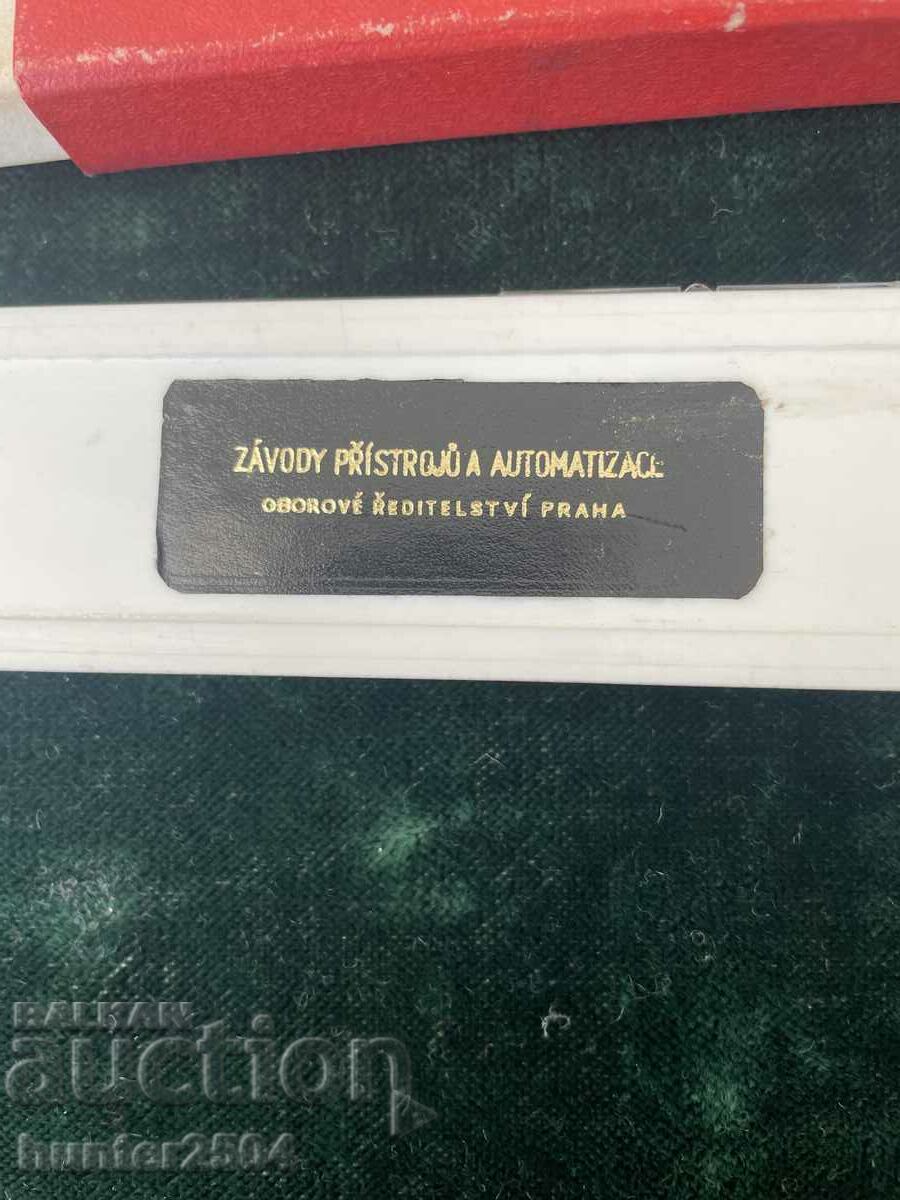 ZÁVODY PŘÍSTROJŮ A AUTOMATIZACE
OBOROVÉ ŘEDITELSTVÍ PRAHA
BALKAN
auction
hunter2504